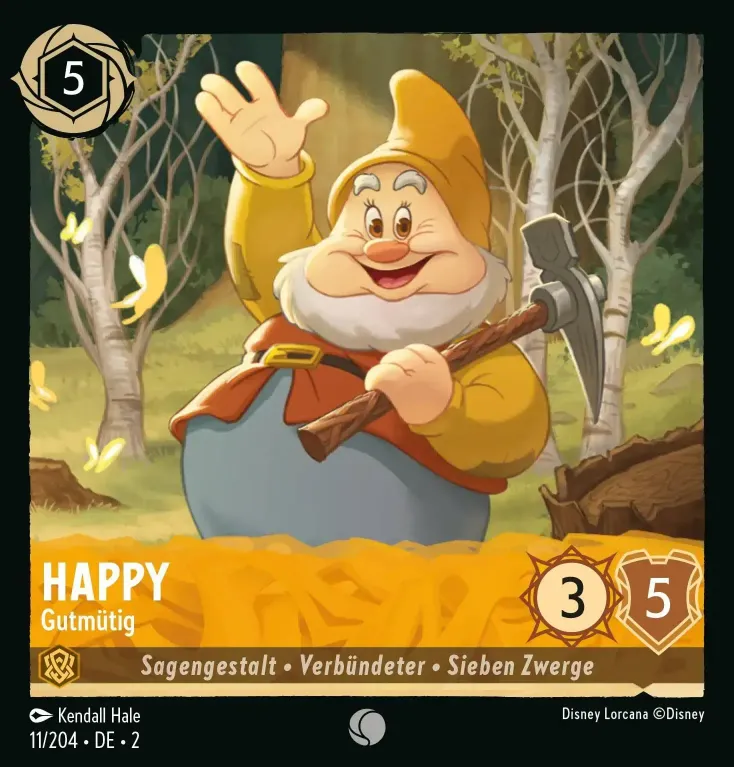 5
HAPPY
Gutmütig
3
5
Sagengestalt • Verbündeter • Sieben Zwerge
Kendall Hale
Disney Lorcana ©Disney
11/204 • DE • 2